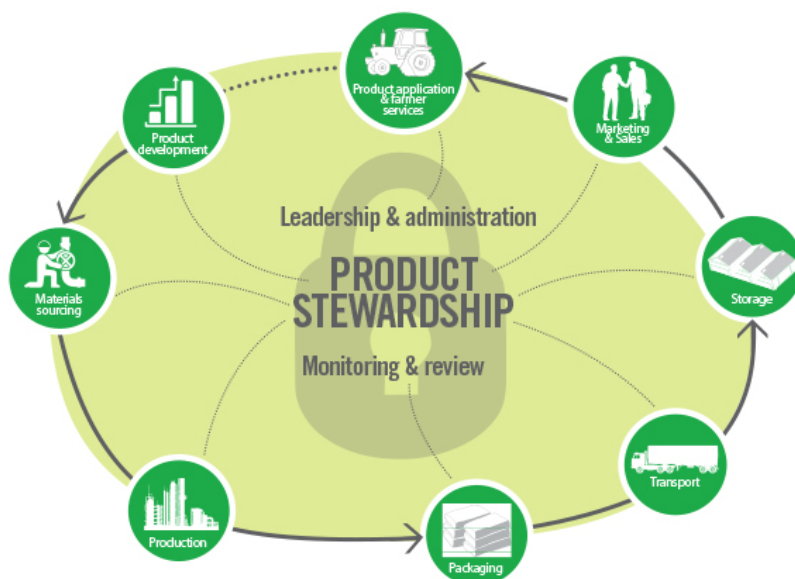 Product application
& farmer
services
Product
development
Marketing
& Sales
Leadership & administration
PRODUCT
STEWARDSHIP
Monitoring & review
Materials
sourcing
Storage
Production
Packaging
Transport